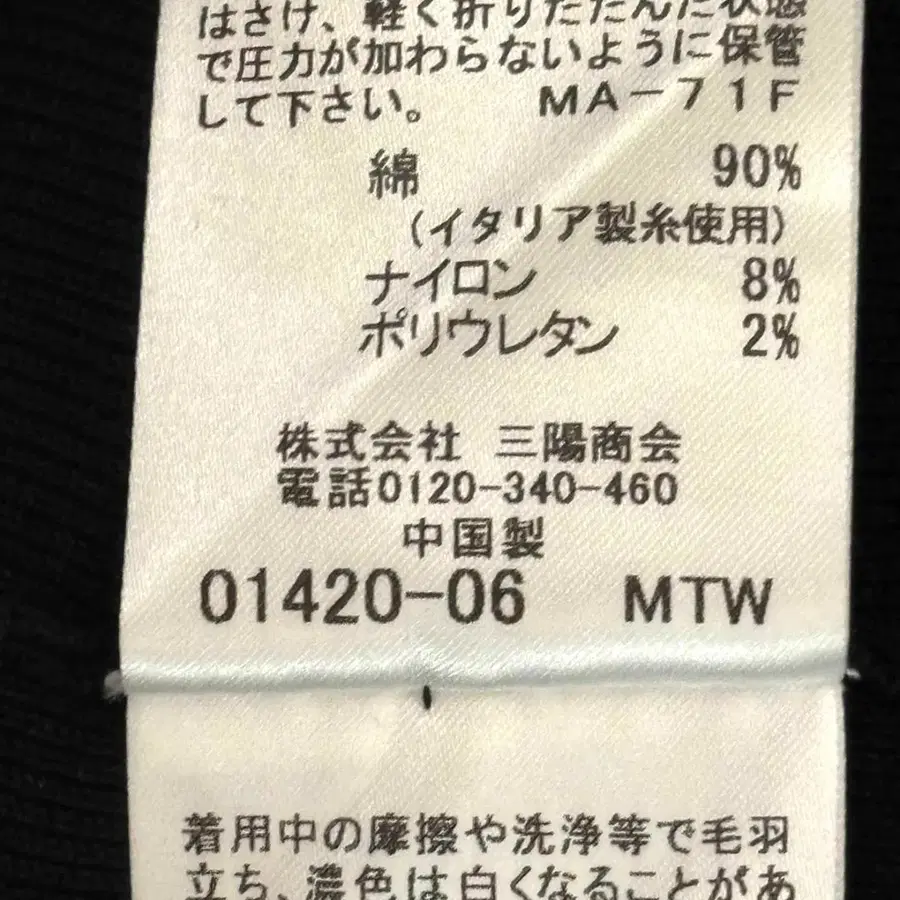 はさけ、軽く折りたたんだ状態
で圧力が加わらないように保管
して下さい。 MA-71F
綿 90%
(イタリア製糸使用)
ナイロン 8%
ポリウレタン 2%
株式会社 三陽商会
電話0120-340-460
中国製
01420-06 MTW
着用中の摩擦や洗浄等で毛羽
立ち、濃色は白くなることがあ